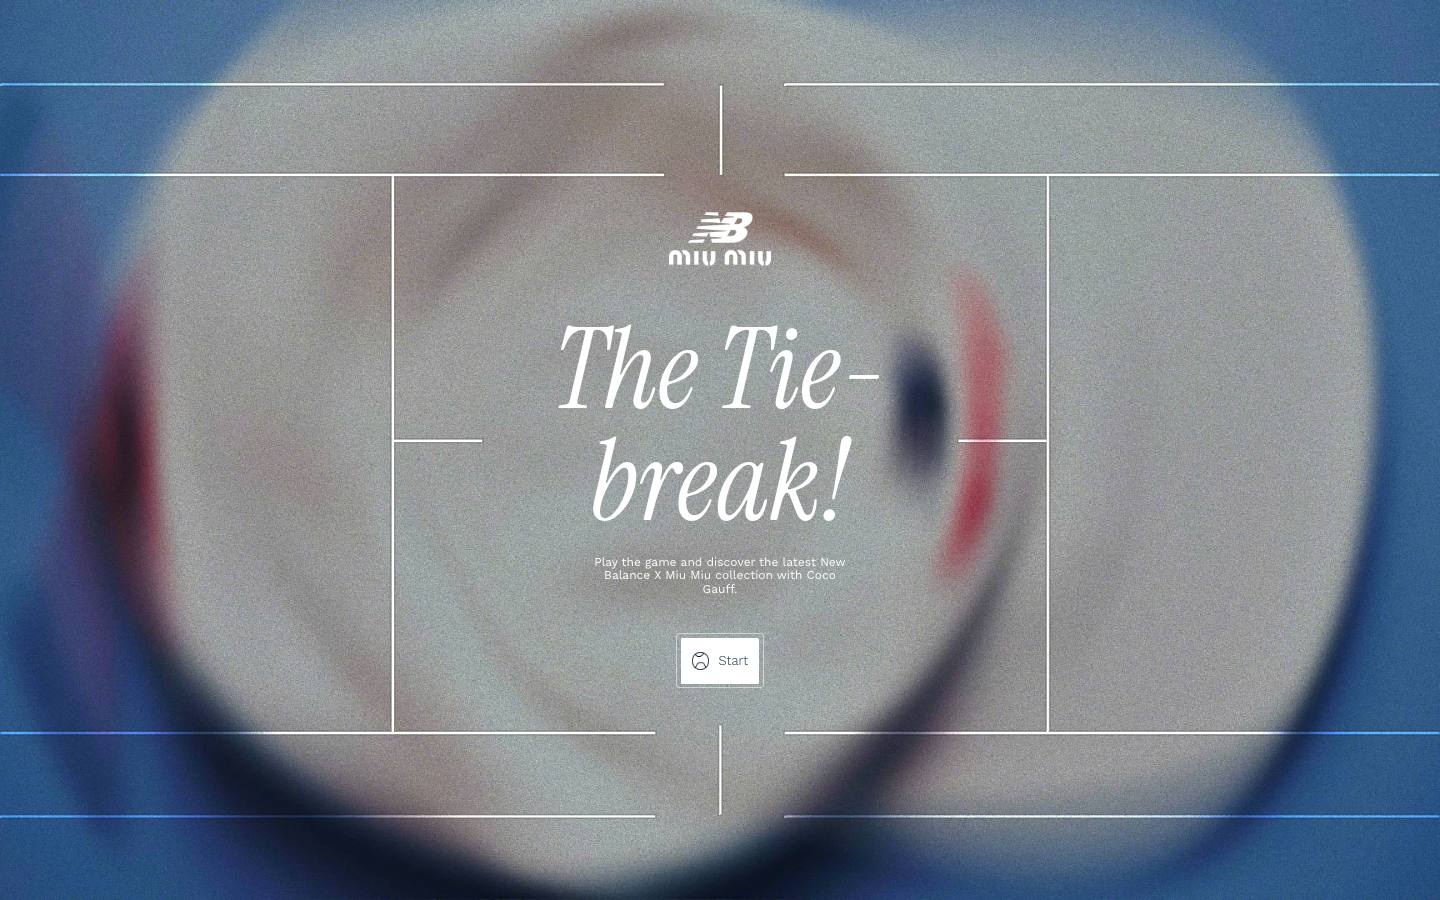 NB
miu miu
The Tie-
break!
Play the game and discover the latest New
Balance X Miu Miu collection with Coco
Gauff.
Start